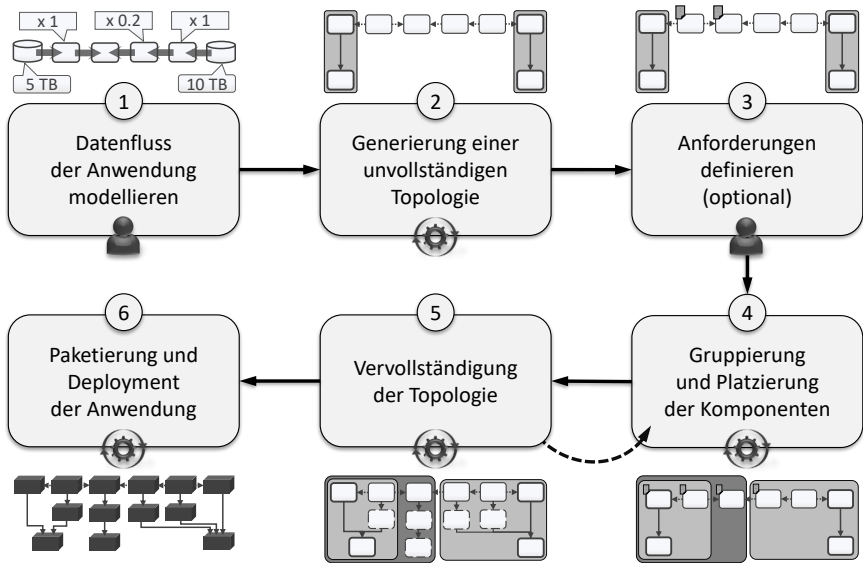 x 1
x 0.2
x 1
5 TB
10 TB
1
Datenfluss
der Anwendung
modellieren
2
Generierung einer
unvollständigen
Topologie
3
Anforderungen
definieren
(optional)
6
Paketierung und
Deployment
der Anwendung
5
Vervollständigung
der Topologie
4
Gruppierung
und Platzierung
der Komponenten